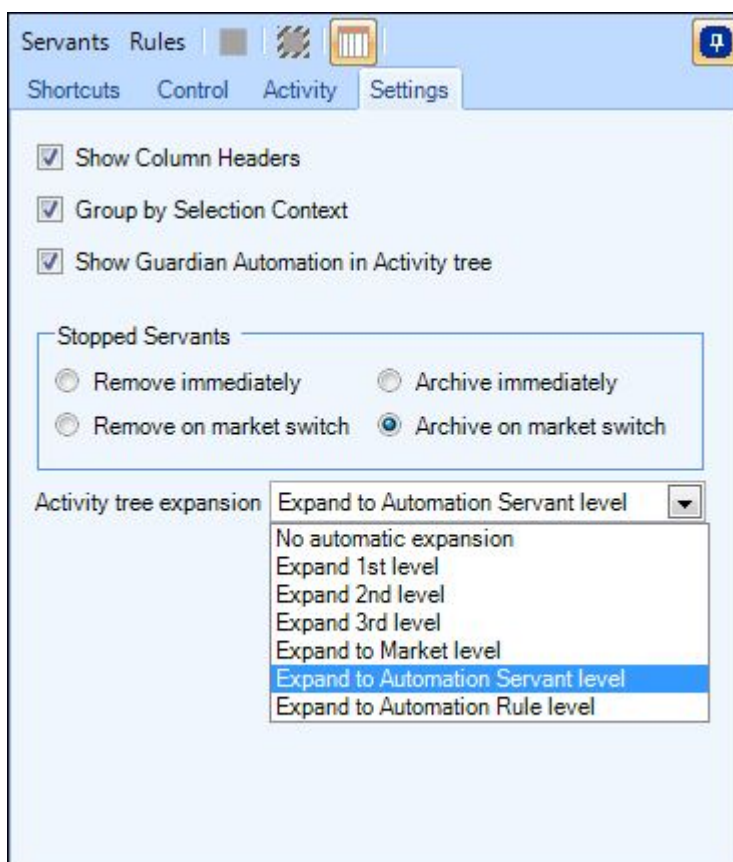 Servants Rules
Shortcuts Control Activity Settings
Show Column Headers
Group by Selection Context
Show Guardian Automation in Activity tree
Stopped Servants
Remove immediately Archive immediately
Remove on market switch Archive on market switch
Activity tree expansion Expand to Automation Servant level
No automatic expansion
Expand 1st level
Expand 2nd level
Expand 3rd level
Expand to Market level
Expand to Automation Servant level
Expand to Automation Rule level